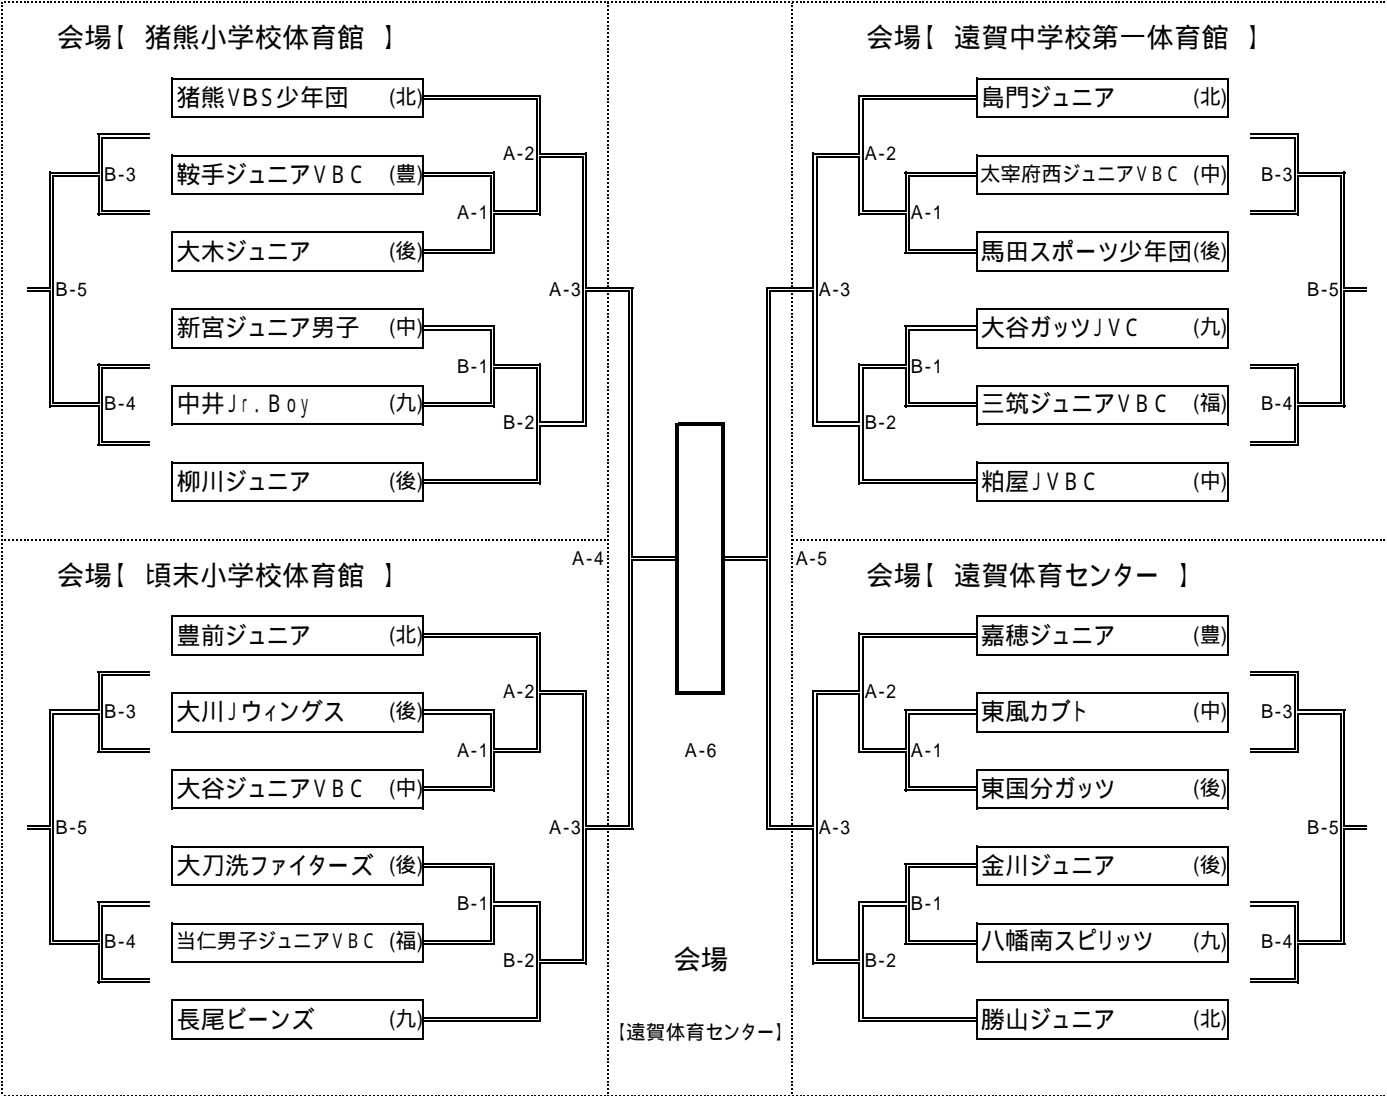 会場【 猪熊小学校体育館 】
猪熊VBS少年団 (北)
A-2
B-3
鞍手ジュニアVBC (豊)
A-1
大木ジュニア (後)
B-5
A-3
新宮ジュニア男子 (中)
B-1
B-4
中井Jr.Boy (九)
B-2
柳川ジュニア (後)
会場【 遠賀中学校第一体育館 】
島門ジュニア (北)
A-2
太宰府西ジュニアVBC (中)
B-3
A-1
馬田スポーツ少年団(後)
A-3
B-5
大谷ガッツJVC (九)
B-1
三筑ジュニアVBC (福)
B-4
B-2
粕屋JVBC (中)
A-4
A-5
会場【 頃末小学校体育館 】
豊前ジュニア (北)
A-2
B-3
大川Jウィングス (後)
A-1
大谷ジュニアVBC (中)
B-5
A-3
大刀洗ファイターズ (後)
B-1
B-4
当仁男子ジュニアVBC (福)
B-2
長尾ビーンズ (九)
A-6
会場
【遠賀体育センター】
会場【 遠賀体育センター 】
嘉穂ジュニア (豊)
A-2
東風カブト (中)
B-3
A-1
東国分ガッツ (後)
A-3
B-5
金川ジュニア (後)
B-1
八幡南スピリッツ (九)
B-4
B-2
勝山ジュニア (北)